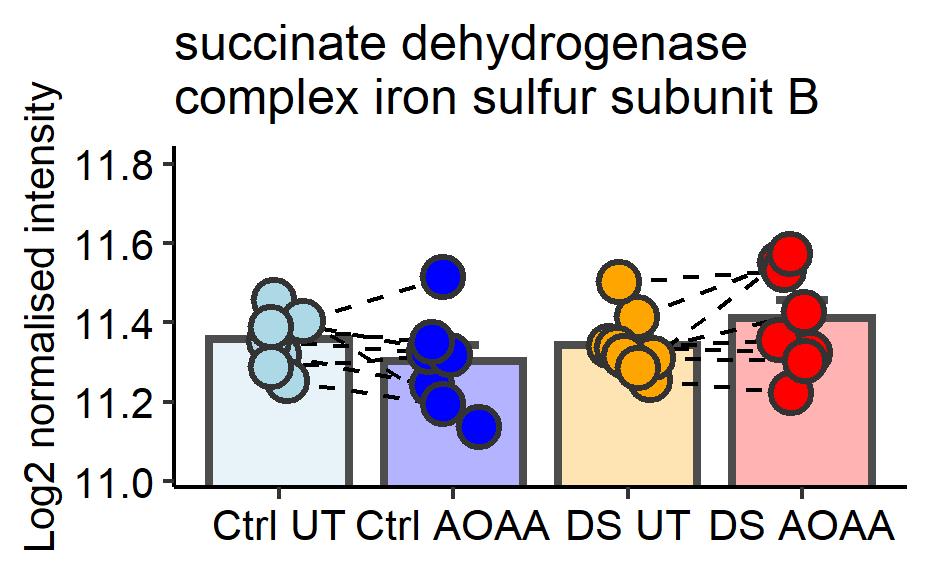 succinate dehydrogenase
complex iron sulfur subunit B
Log2 normalised intensity
11.8
11.6
11.4
11.2
11.0
Ctrl UT Ctrl AOAA DS UT DS AOAA